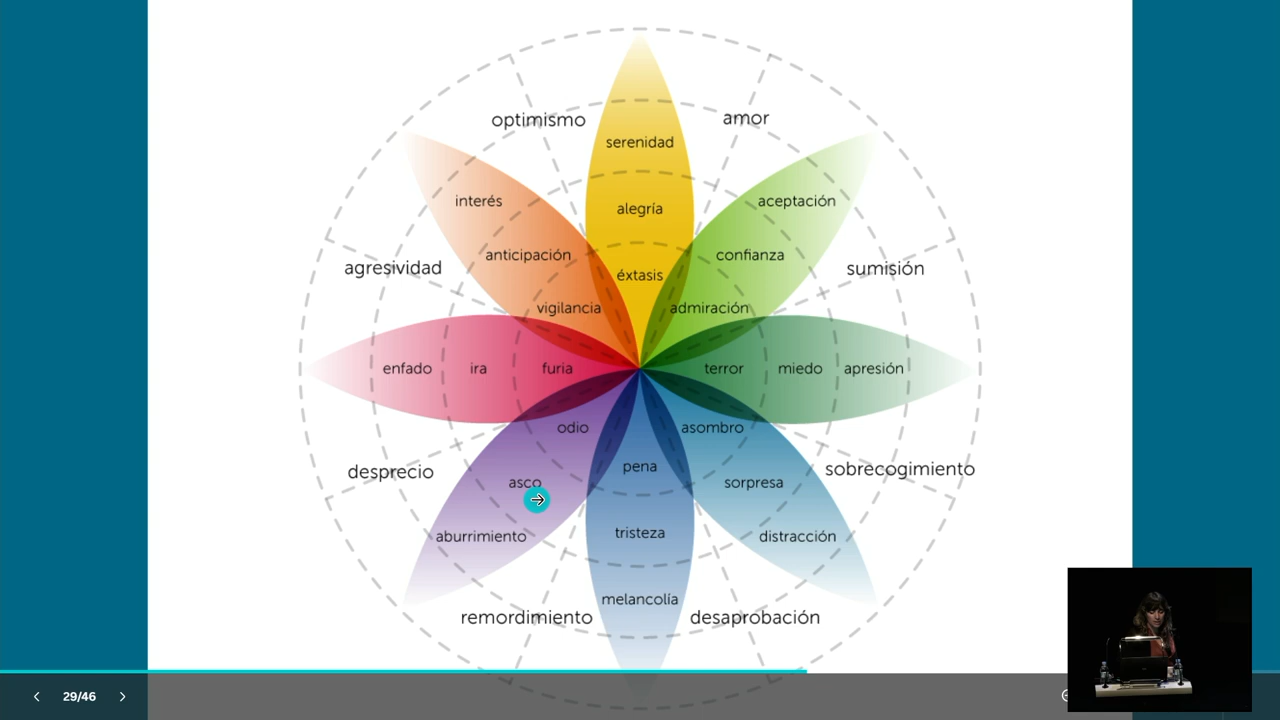 optimismo
amor
serenidad
interés
alegría
aceptación
anticipación
confianza
agresividad
éxtasis
sumisión
vigilancia
admiración
enfado
ira
furia
terror
miedo
apresión
odio
asombro
desprecio
pena
sobrecogimiento
asco
sorpresa
aburrimiento
tristeza
distracción
melancolía
remordimiento
desaprobación
29/46